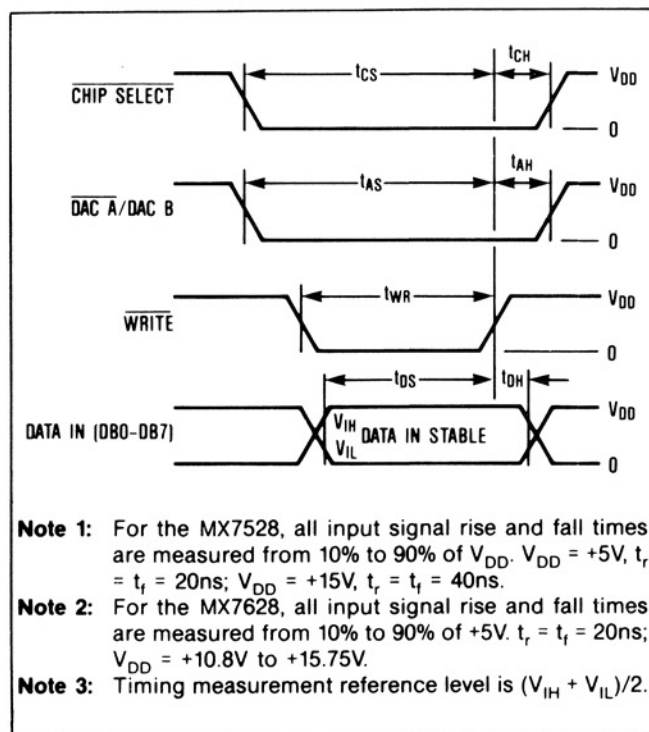 tCS tCH VDD
CHIP SELECT 0
tAS tAH VDD
DAC A/DAC B 0
tWR VDD
WRITE 0
tDS tDH VDD
DATA IN (DB0-DB7) VIH DATA IN STABLE
VIL 0
Note 1: For the MX7528, all input signal rise and fall times
are measured from 10% to 90% of VDD. VDD = +5V, tr
= tf = 20ns; VDD = +15V, tr = tf = 40ns.
Note 2: For the MX7628, all input signal rise and fall times
are measured from 10% to 90% of +5V. tr = tf = 20ns;
VDD = +10.8V to +15.75V.
Note 3: Timing measurement reference level is (VIH + VIL)/2.